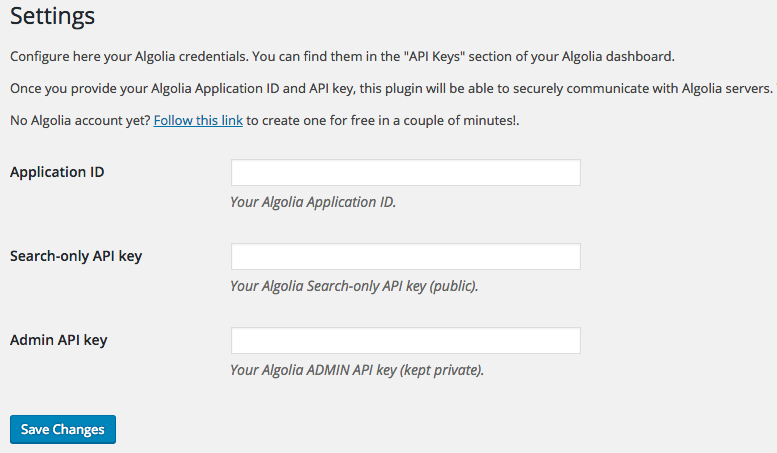 Settings
Configure here your Algolia credentials. You can find them in the "API Keys" section of your Algolia dashboard.
Once you provide your Algolia Application ID and API key, this plugin will be able to securely communicate with Algolia servers.
No Algolia account yet? Follow this link to create one for free in a couple of minutes!.
Application ID
Your Algolia Application ID.
Search-only API key
Your Algolia Search-only API key (public).
Admin API key
Your Algolia ADMIN API key (kept private).
Save Changes